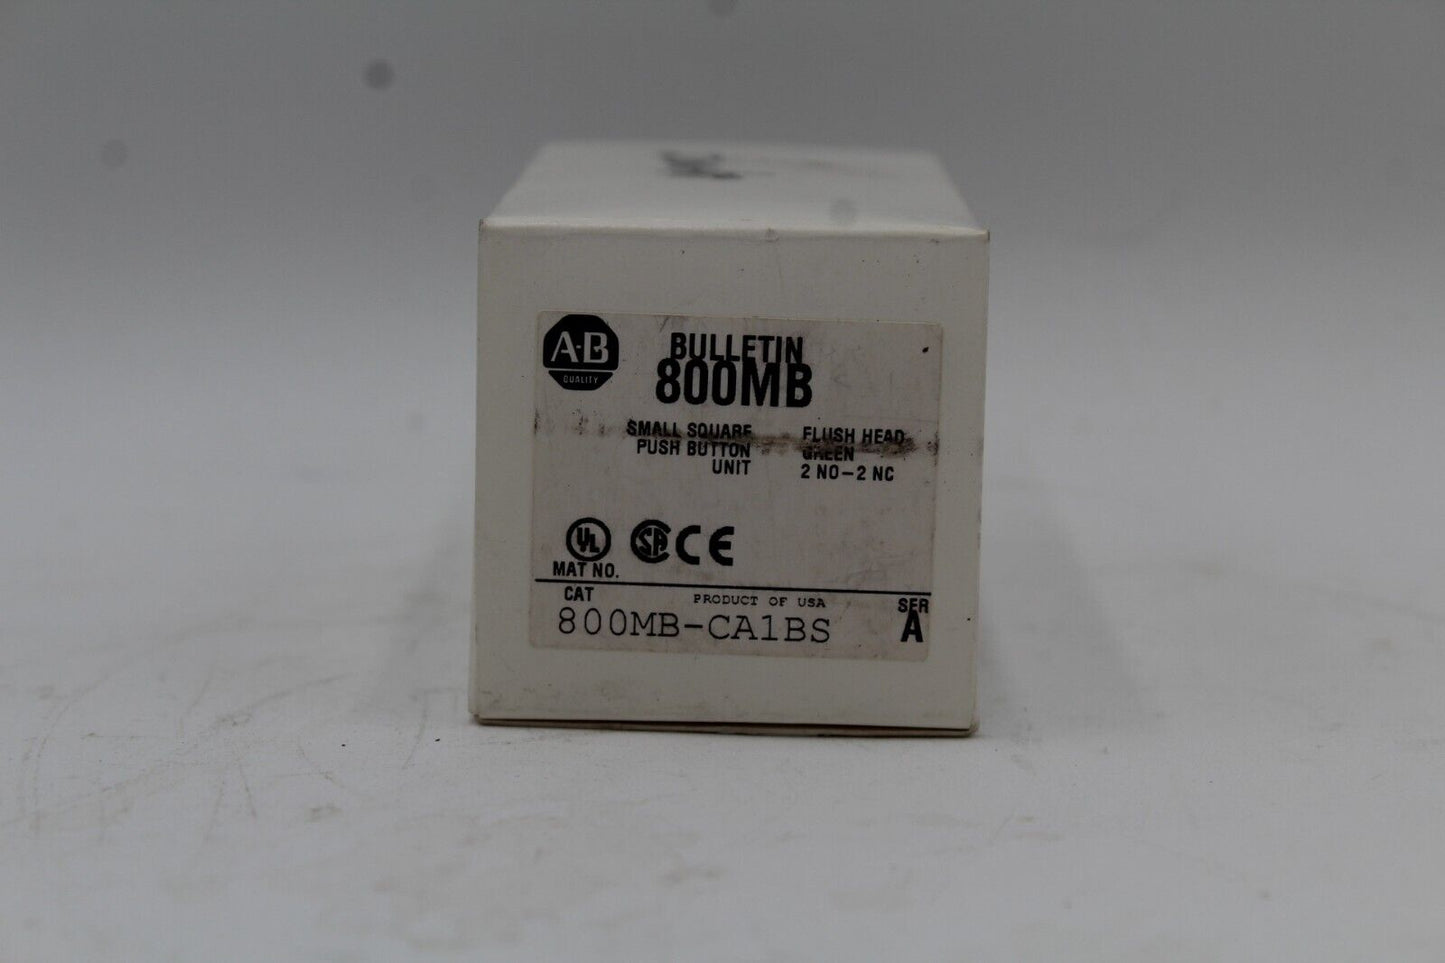 A-B
QUALITY
BULLETIN
800MB
SMALL SQUARE
PUSH BUTTON
UNIT
FLUSH HEAD
GREEN
2 NO-2 NC
UL
SA CE
MAT NO.
CAT
PRODUCT OF USA
SER
800MB-CA1BS
A